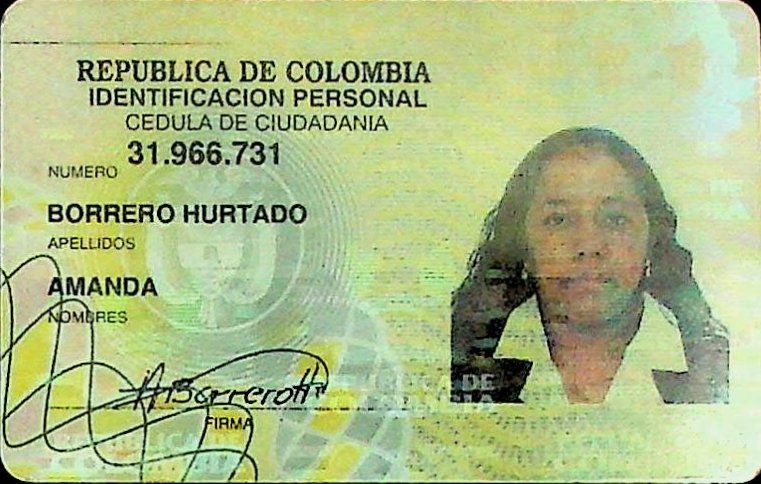 REPUBLICA DE COLOMBIA
IDENTIFICACION PERSONAL
CEDULA DE CIUDADANIA
NUMERO 31.966.731
BORRERO HURTADO
APELLIDOS
AMANDA
NOMBRES
ABorreroH
FIRMA